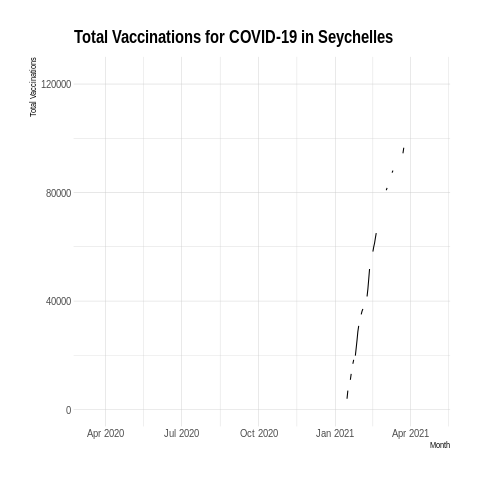 Total Vaccinations for COVID-19 in Seychelles
Total Vaccinations
120000
80000
40000
0
Apr 2020 Jul 2020 Oct 2020 Jan 2021 Apr 2021
Month